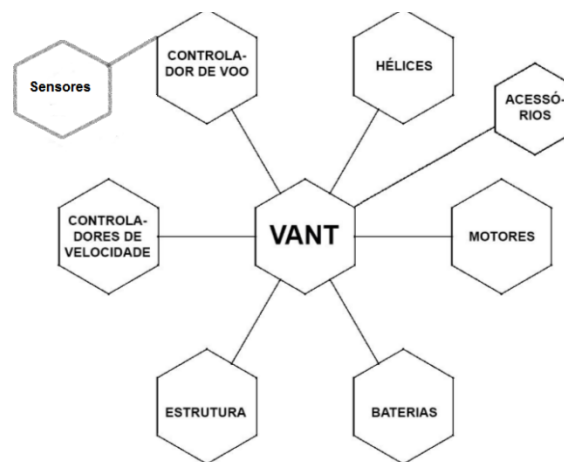 Sensores
CONTROLA-
DOR DE VOO
HÉLICES
ACESSÓ-
RIOS
CONTROLA-
DORES DE
VELOCIDADE
VANT
MOTORES
ESTRUTURA
BATERIAS